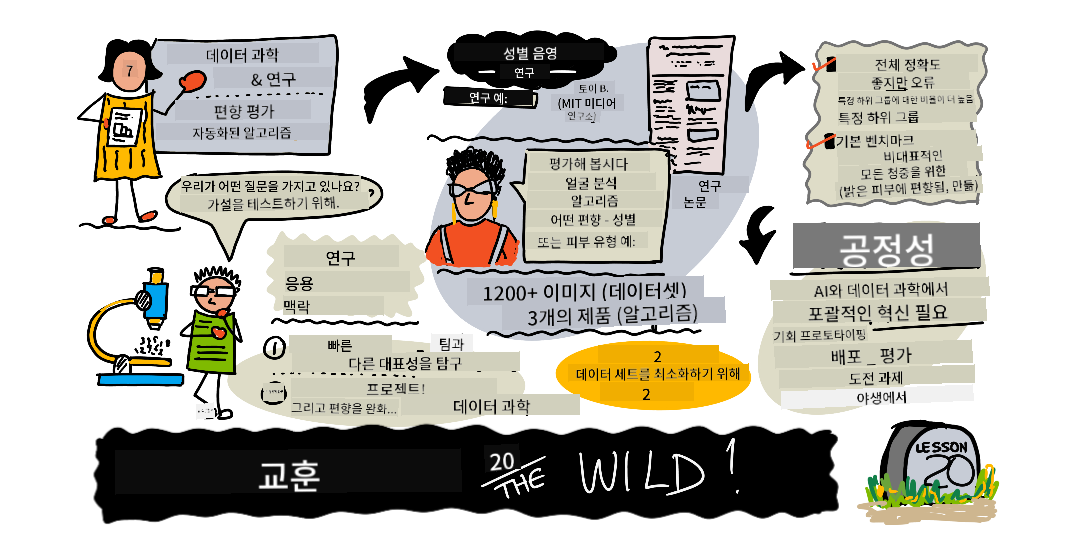 7
데이터 과학
& 연구
편향 평가
자동화된 알고리즘
우리가 어떤 질문을 가지고 있나요?
가설을 테스트하기 위해.
연구
응용
맥락
1
빠른
팀과
다른 대표성을 탐구
프로젝트!
그리고 편향을 완화...
데이터 과학
성별 음영
연구
연구 예:
토이 B.
(MIT 미디어
연구소)
평가해 봅시다
얼굴 분석
알고리즘
어떤 편향 - 성별
또는 피부 유형 예:
연구
논문
1200+ 이미지 (데이터셋)
3개의 제품 (알고리즘)
2
데이터 세트를 최소화하기 위해
2
전체 정확도
좋지만 오류
특정 하위 그룹에 대한 비율이 더 높음
특정 하위 그룹
기본 벤치마크
비대표적인
모든 청중을 위한
(밝은 피부에 편향됨, 만듦)
공정성
AI와 데이터 과학에서
포괄적인 혁신 필요
기회 프로토타이핑
배포 _ 평가
도전 과제
야생에서
교훈
20
THE WILD!
LESSON
20